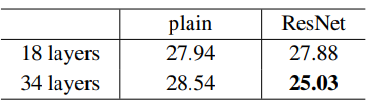 plain ResNet
18 layers 27.94 27.88
34 layers 28.54 25.03